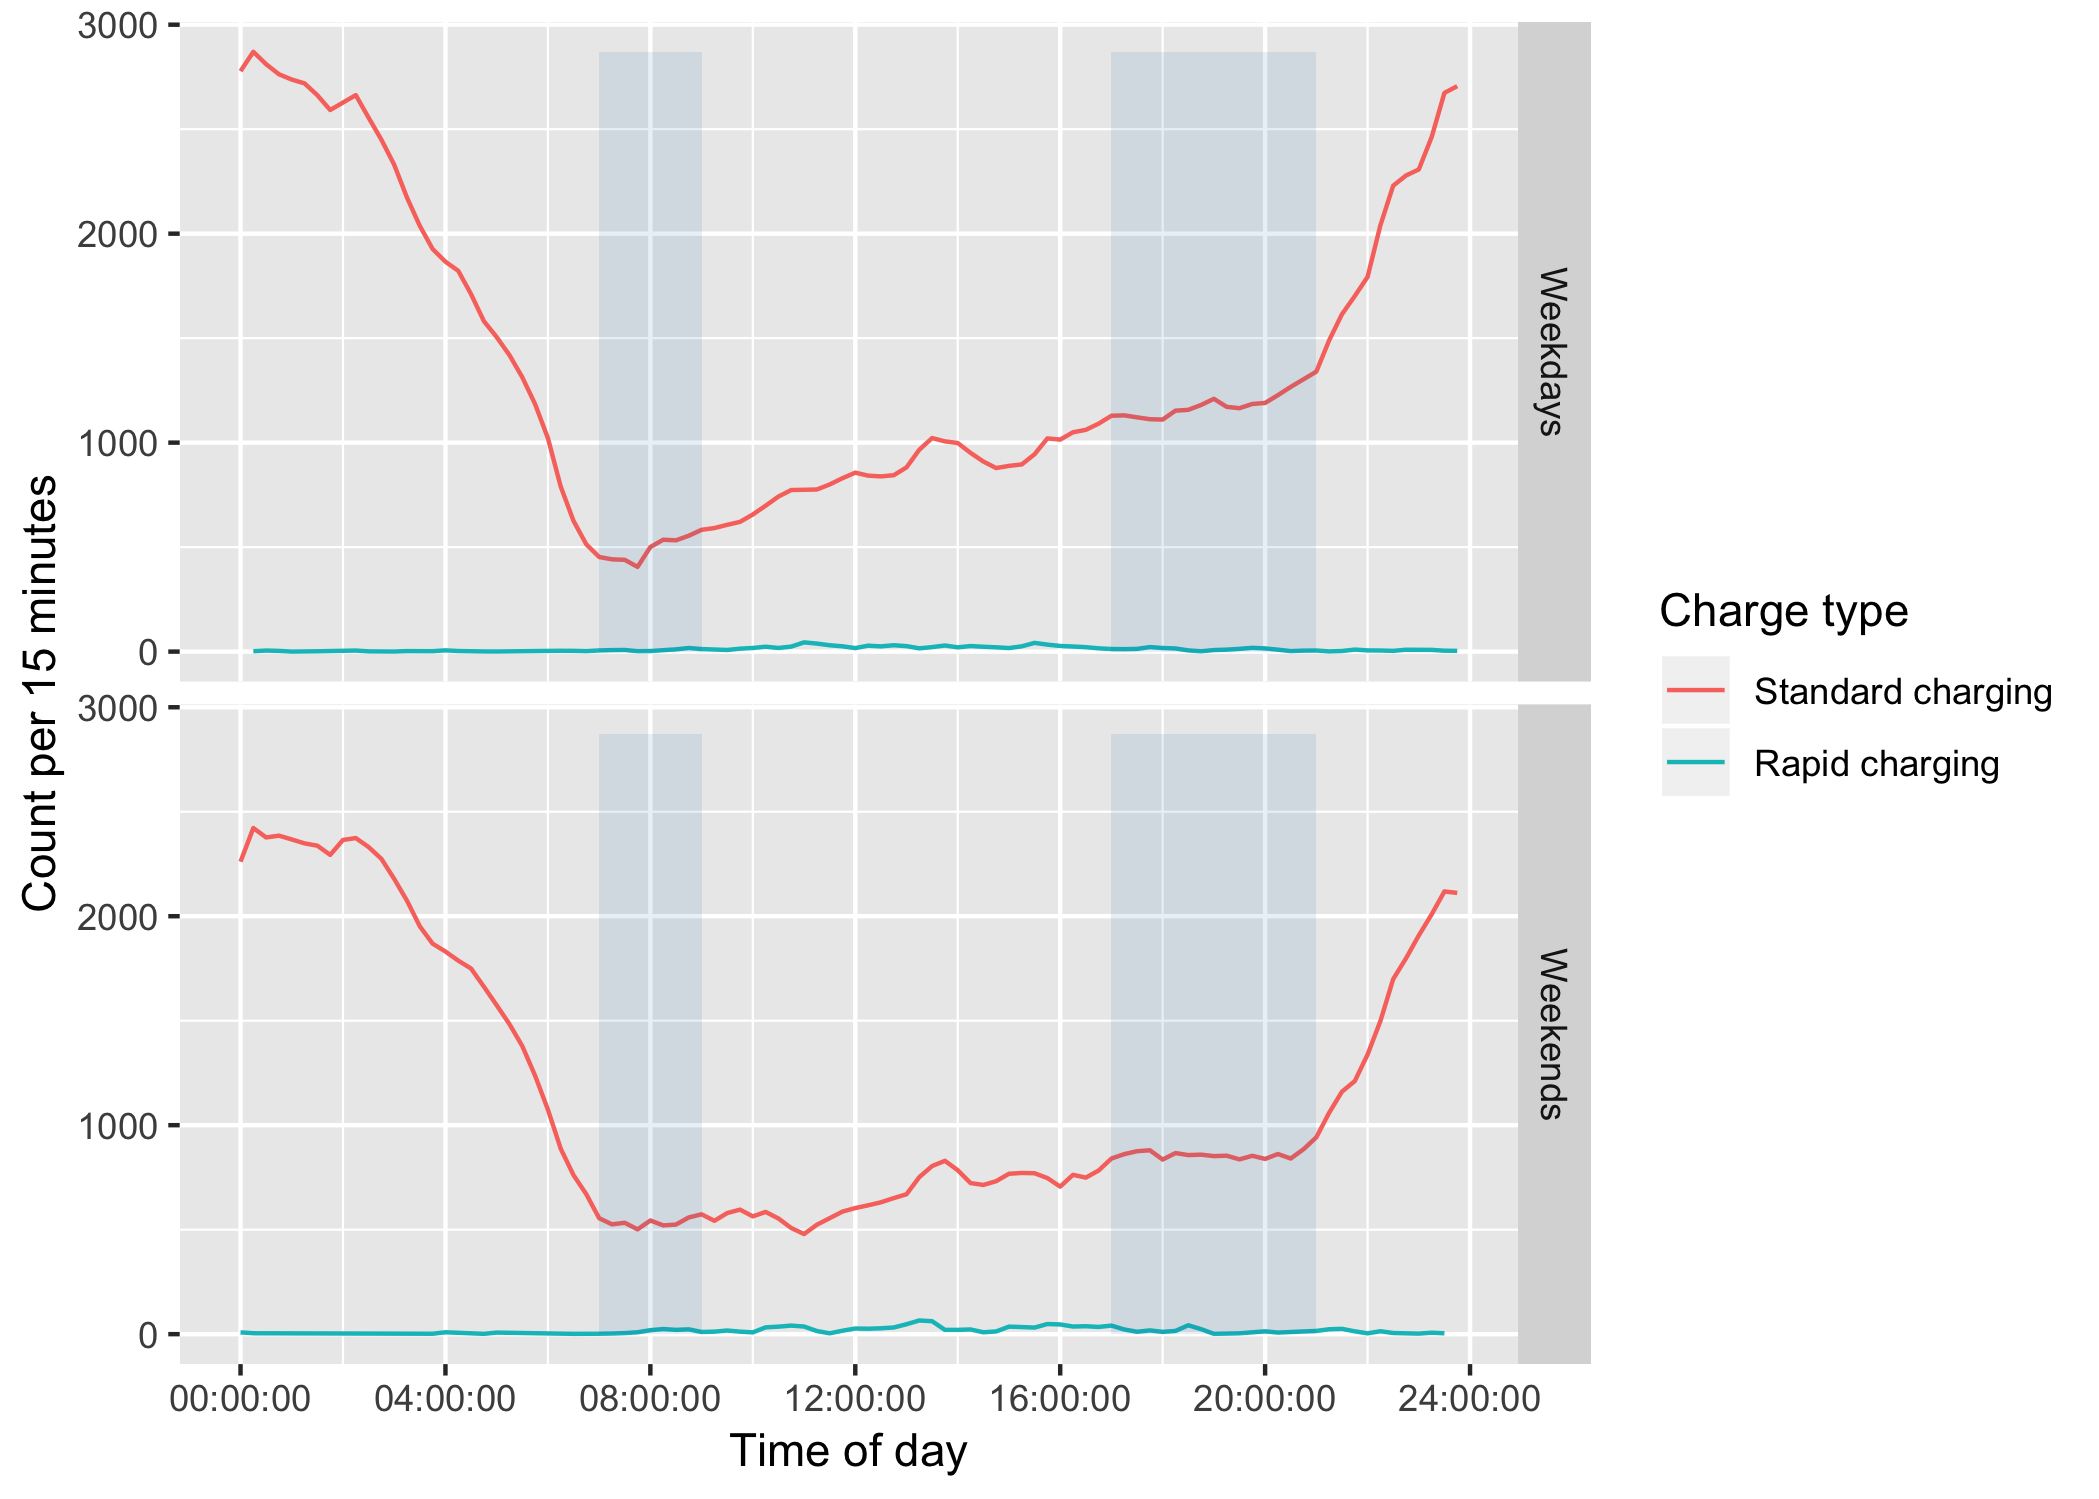 Count per 15 minutes
3000
2000
1000
0
Weekdays
3000
2000
1000
0
Weekends
00:00:00 04:00:00 08:00:00 12:00:00 16:00:00 20:00:00 24:00:00
Time of day
Charge type
Standard charging
Rapid charging